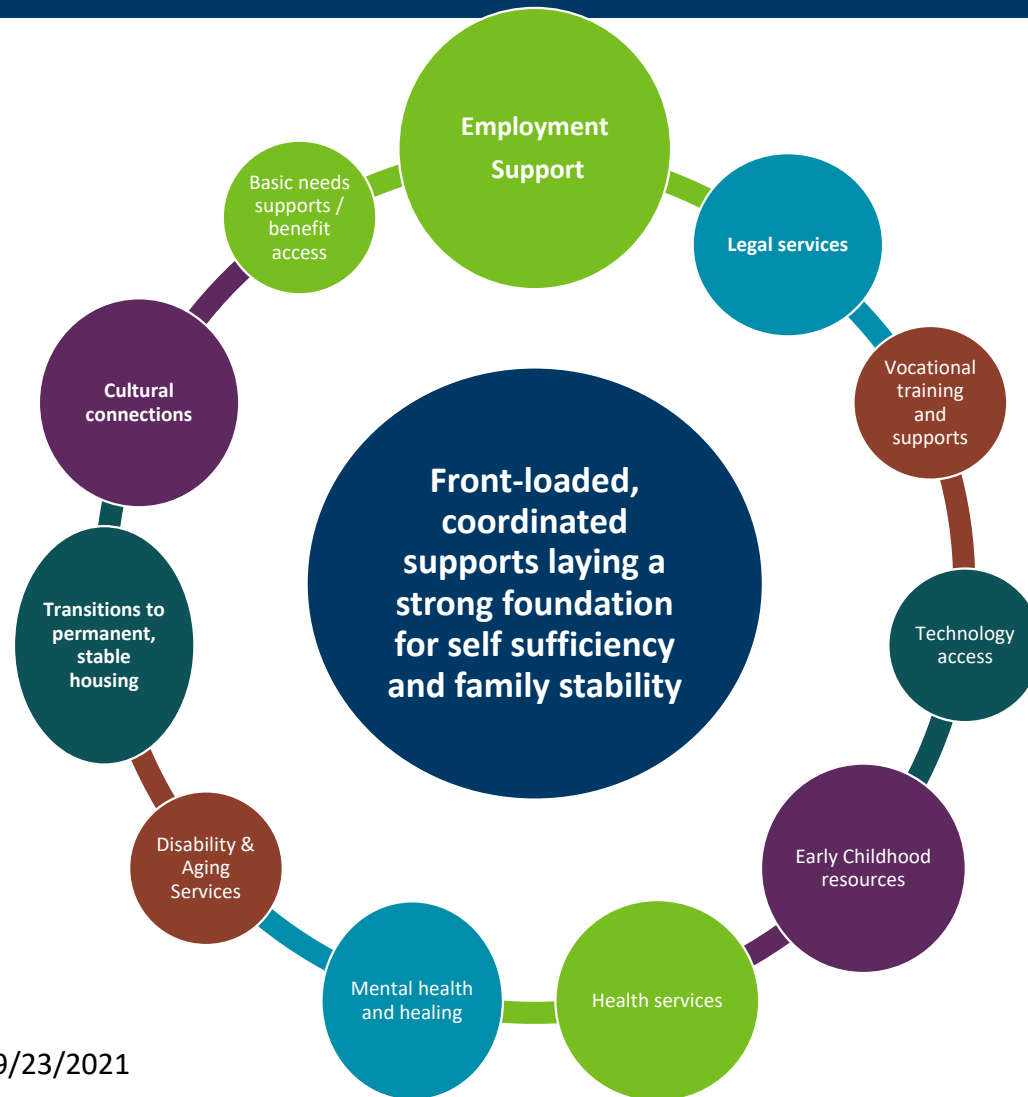 Employment
Support
Legal services
Vocational
training
and
supports
Technology
access
Early Childhood
resources
Health services
Mental health
and healing
Disability &
Aging
Services
Transitions to
permanent,
stable
housing
Cultural
connections
Basic needs
supports /
benefit
access
Front-loaded,
coordinated
supports laying a
strong foundation
for self sufficiency
and family stability
9/23/2021